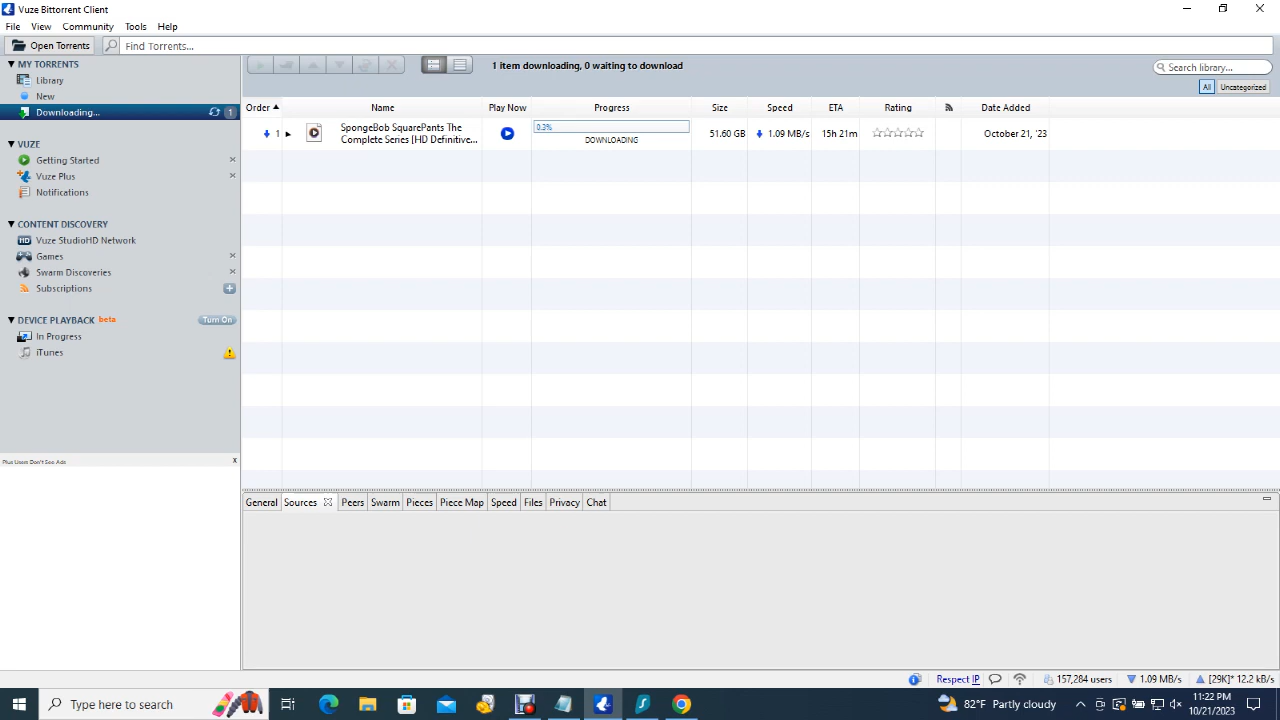 Vuze Bittorrent Client
File View Community Tools Help
Open Torrents Find Torrents...
MY TORRENTS
Library
New
Downloading... 1
VUZE
Getting Started
Vuze Plus
Notifications
CONTENT DISCOVERY
Vuze StudioHD Network
Games
Swarm Discoveries
Subscriptions
DEVICE PLAYBACK beta Turn On
In Progress
iTunes
Plus Users Don't See Ads x
1 item downloading, 0 waiting to download
Search library...
All Uncategorized
Order Name Play Now Progress Size Speed ETA Rating Date Added
1 SpongeBob SquarePants The
Complete Series [HD Definitive...
0.3%
DOWNLOADING
51.60 GB 1.09 MB/s 15h 21m October 21, '23
General Sources Peers Swarm Pieces Piece Map Speed Files Privacy Chat
Respect IP 157,284 users 1.09 MB/s [29K]* 12.2 kB/s
Type here to search
82°F Partly cloudy
11:22 PM
10/21/2023